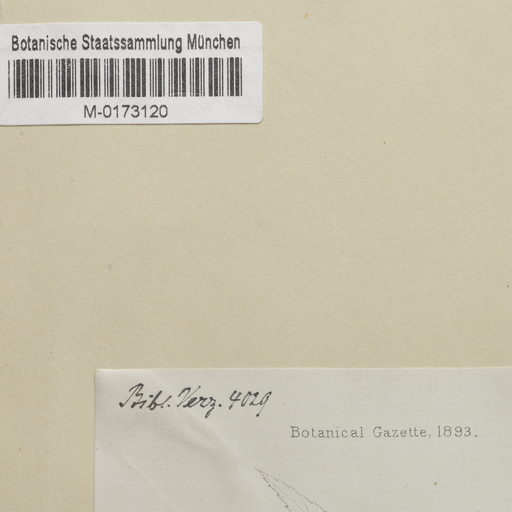 Botanische Staatssammlung München
M-0173120
Bibl. Verz. 4029
Botanical Gazette, 1893.